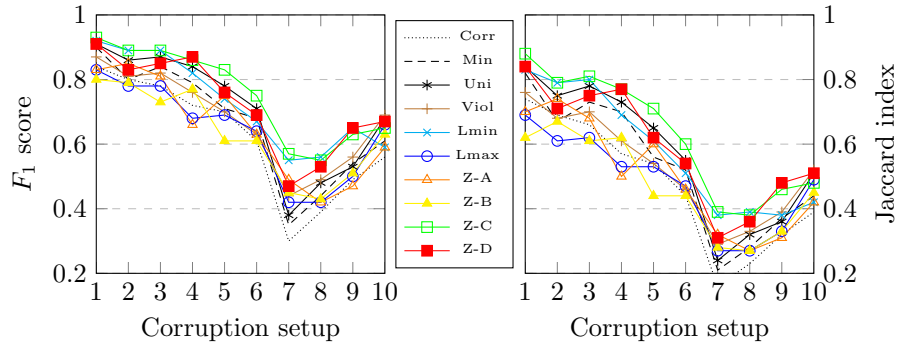 F1 score
1
0.8
0.6
0.4
0.2
1 2 3 4 5 6 7 8 9 10
Corruption setup
Corr
Min
Uni
Viol
Lmin
Lmax
Z-A
Z-B
Z-C
Z-D
1 2 3 4 5 6 7 8 9 10
Corruption setup
1
0.8
0.6
0.4
0.2
Jaccard index